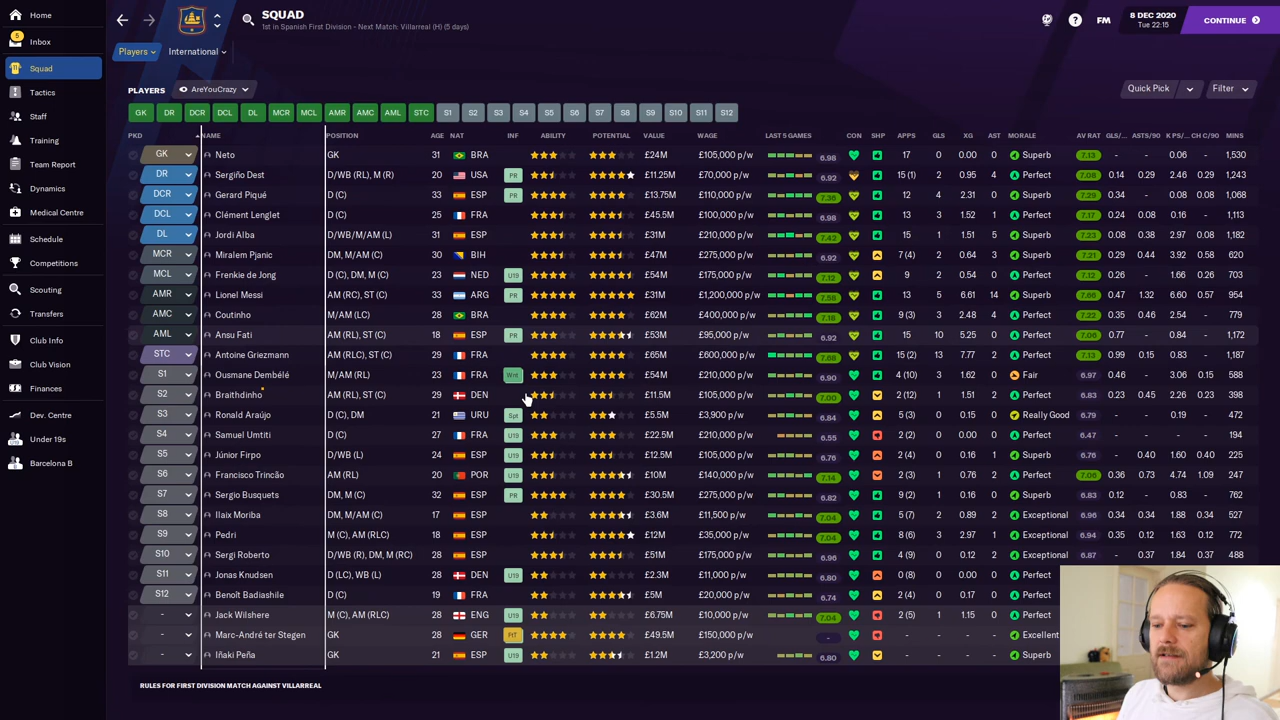 Home
SQUAD
1st in Spanish First Division - Next Match: Villarreal (H) (5 days)
FM
8 DEC 2020
TUE 22:15
CONTINUE
5
Inbox
Squad
Tactics
Staff
Training
Team Report
Dynamics
Medical Centre
Schedule
Competitions
Scouting
Transfers
Club Info
Club Vision
Finances
Dev. Centre
Under 19s
Barcelona B
Players
International
PLAYERS
AreYouCrazy
Quick Pick
Filter
GK DR DCR DCL DL MCR MCL AMR AMC AML STC S1 S2 S3 S4 S5 S6 S7 S8 S9 S10 S11 S12
PKD NAME POSITION AGE NAT INF ABILITY POTENTIAL VALUE WAGE LAST 5 GAMES CON SHP APPS GLS XG AST MORALE AV RAT GLS/... ASTS/90 K PS/... CH C/90 MINS
GK Neto GK 31 BRA £24M £105,000 p/w 6.98 17 0 0.00 0 Superb 7.13 - - 0.06 - 1,530
DR Sergiño Dest D/WB (RL), M (R) 20 USA PR £11.25M £70,000 p/w 6.92 15 (1) 2 0.95 4 Perfect 7.08 0.14 0.29 2.46 0.29 1,243
DCR Gerard Piqué D (C) 33 ESP PR £13.75M £110,000 p/w 7.36 12 4 2.31 0 Superb 7.29 0.34 - 0.08 0.08 1,068
DCL Clément Lenglet D (C) 25 FRA £45.5M £100,000 p/w 6.98 13 3 1.52 1 Perfect 7.17 0.24 0.08 0.16 - 1,113
DL Jordi Alba D/WB/M/AM (L) 31 ESP £31M £210,000 p/w 7.42 15 1 1.51 5 Superb 7.23 0.08 0.38 2.97 0.08 1,182
MCR Miralem Pjanic DM, M/AM (C) 30 BIH £47M £275,000 p/w 6.92 7 (4) 2 0.64 3 Superb 7.21 0.29 0.44 3.92 0.58 620
MCL Frenkie de Jong D (C), DM, M (C) 23 NED U19 £54M £175,000 p/w 7.12 9 2 0.54 0 Perfect 7.12 0.26 - 1.66 0.26 703
AMR Lionel Messi AM (RC), ST (C) 33 ARG PR £1,200,000 p/w 7.58 13 5 6.61 14 Perfect 7.66 0.47 1.32 6.60 0.57 954
AMC Coutinho M/AM (LC) 28 BRA £62M £400,000 p/w 7.18 9 3 2.48 4 Perfect 7.22 0.35 0.46 2.77 0.58 780
AML Ansu Fati AM (RL), ST (C) 18 ESP PR £53M £95,000 p/w 6.92 15 10 5.25 0 Perfect 7.06 0.77 - 0.84 - 1,172
STC Antoine Griezmann AM (RLC), ST (C) 29 FRA £65M £600,000 p/w 7.68 15 (2) 13 7.77 2 Perfect 7.13 0.99 0.15 0.83 - 1,187
S1 Ousmane Dembélé M/AM (RL) 23 FRA Wnt £54M £210,000 p/w 6.90 4 (10) 3 1.62 0 Fair 6.97 0.46 - 3.06 0.15 588
S2 Braithdinho AM (RL), ST (C) 29 DEN £11.5M £105,000 p/w 7.00 2 (12) 1 1.51 2 Perfect 6.83 0.23 0.45 2.26 0.23 398
S3 Ronald Araújo D (C), DM 21 URU Spt £5.5M £3,900 p/w 6.84 5 (3) 0 0.15 0 Really Good 6.79 - - 0.19 - 472
S4 Samuel Umtiti D (C) 27 FRA U19 £22.5M £210,000 p/w 6.55 2 (2) 0 0.00 0 Perfect 6.47 - - - - 194
S5 Júnior Firpo D/WB (L) 24 ESP U19 £12.5M £105,000 p/w 6.76 2 (4) 0 0.16 1 Superb 6.76 - 0.40 1.60 0.40 225
S6 Francisco Trincão AM (RL) 20 POR U19 £10M £140,000 p/w 7.14 2 (3) 1 0.16 2 Perfect 7.06 0.36 0.73 4.74 1.09 247
S7 Sergio Busquets DM, M (C) 32 ESP PR £30.5M £275,000 p/w 6.82 9 (2) 1 0.76 0 Superb 6.83 0.12 - 0.83 - 762
S8 Ilaix Moriba DM, M/AM (C) 17 ESP £3.6M £11,500 p/w 7.04 5 (7) 2 0.89 2 Exceptional 6.96 0.34 0.34 1.88 0.34 527
S9 Pedri M (C), AM (RLC) 18 ESP £12M £35,000 p/w 7.04 8 (6) 3 2.97 1 Exceptional 6.94 0.35 0.12 1.63 0.12 772
S10 Sergi Roberto D/WB (R), DM, M (RC) 28 ESP £51M £175,000 p/w 6.96 4 (9) 0 0.12 2 Exceptional 6.87 - 0.37 1.84 0.37 488
S11 Jonas Knudsen D (LC), WB (L) 28 DEN U19 £2.3M £11,000 p/w 6.80 0 (8) 0 0.01 0 Perfect
S12 Benoît Badiashile D (C) 19 FRA £5M £20,000 p/w 6.74 2 (4) 0 0.17 0 Perfect
- Jack Wilshere M (C), AM (RLC) 28 ENG U19 £6.75M £10,000 p/w 7.04 2 (5) 0 1.15 0 Perfect
- Marc-André ter Stegen GK 28 GER £49.5M £150,000 p/w - - - - - Excellent
- Iñaki Peña GK 21 ESP U19 £1.2M £3,200 p/w 6.80 - - - - Superb
RULES FOR FIRST DIVISION MATCH AGAINST VILLARREAL